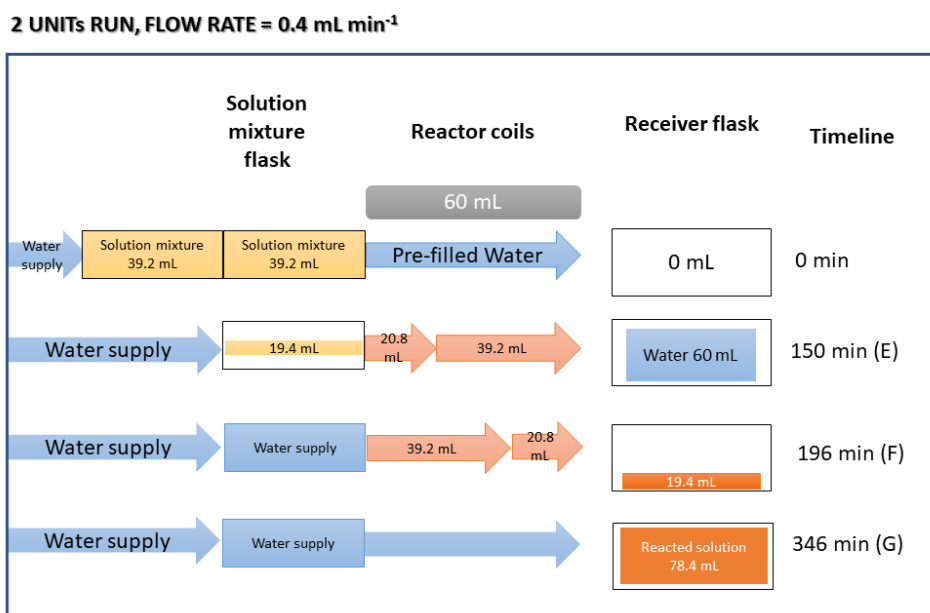 2 UNITs RUN, FLOW RATE = 0.4 mL min⁻¹
Solution
mixture
flask
Reactor coils
Receiver flask
Timeline
60 mL
Water
supply
Solution mixture
39.2 mL
Solution mixture
39.2 mL
Pre-filled Water
0 mL
0 min
Water supply
19.4 mL
20.8
mL
39.2 mL
Water 60 mL
150 min (E)
Water supply
Water supply
39.2 mL
20.8
mL
19.4 mL
196 min (F)
Water supply
Water supply
Reacted solution
78.4 mL
346 min (G)